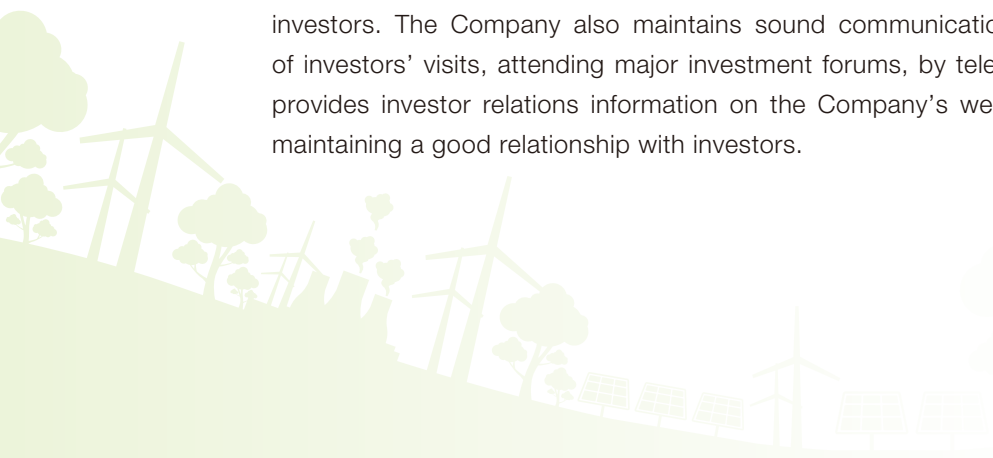 investors. The Company also maintains sound communicatio
of investors’ visits, attending major investment forums, by tele
provides investor relations information on the Company’s we
maintaining a good relationship with investors.